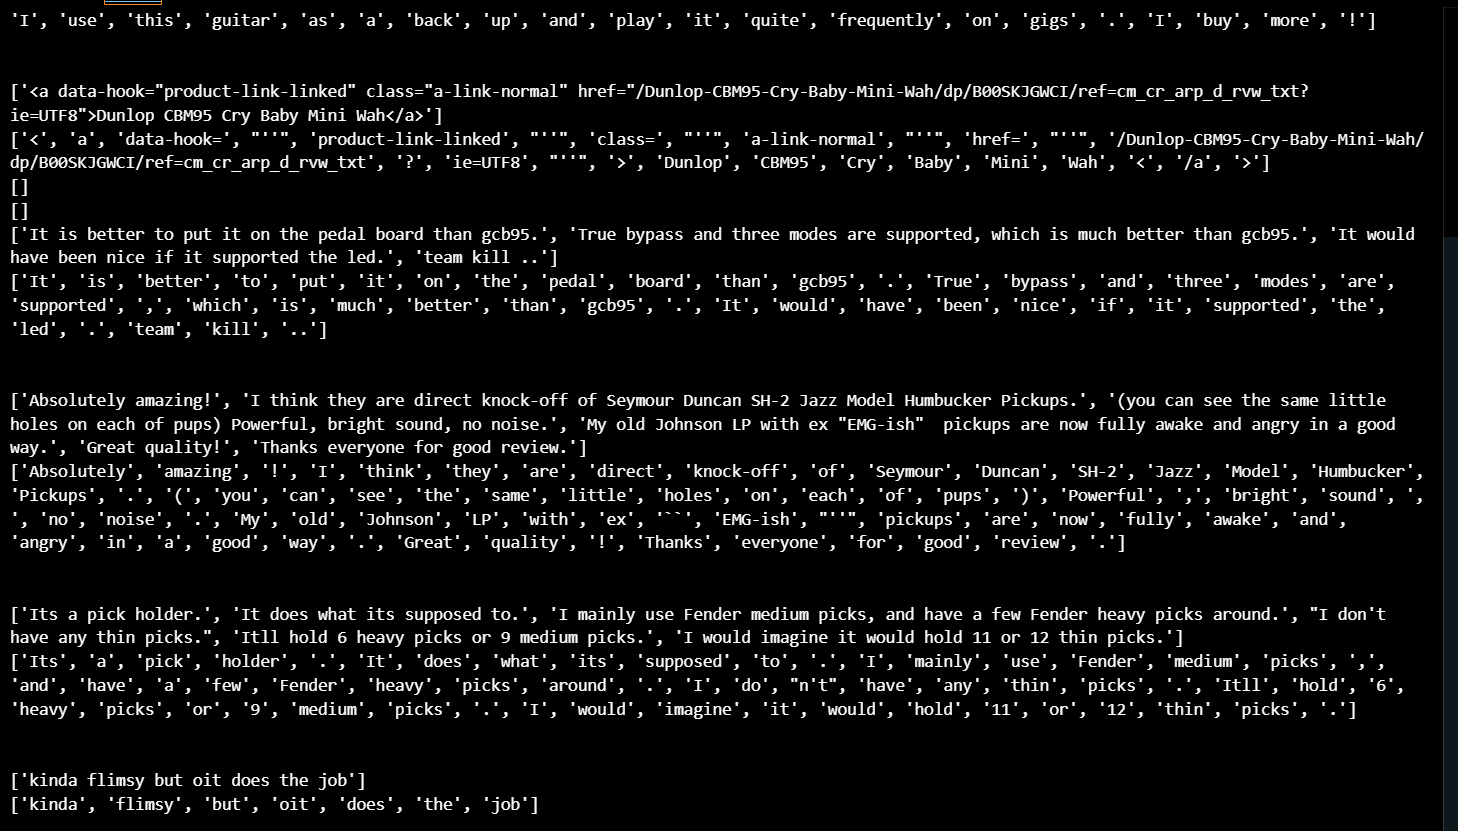 'I', 'use', 'this', 'guitar', 'as', 'a', 'back', 'up', 'and', 'play', 'it', 'quite', 'frequently', 'on', 'gigs', '.', 'I', 'buy', 'more', '!']
['<a data-hook="product-link-linked" class="a-link-normal" href="/Dunlop-CBM95-Cry-Baby-Mini-Wah/dp/B00SKJGWCI/ref=cm_cr_arp_d_rvw_txt?
ie=UTF8">Dunlop CBM95 Cry Baby Mini Wah</a>']
['<', 'a', 'data-hook=', "''", 'product-link-linked', "''", 'class=', "''", 'a-link-normal', "''", 'href=', "''", '/Dunlop-CBM95-Cry-Baby-Mini-Wah/
dp/B00SKJGWCI/ref=cm_cr_arp_d_rvw_txt', '?', 'ie=UTF8', "''", '>', 'Dunlop', 'CBM95', 'Cry', 'Baby', 'Mini', 'Wah', '<', '/a', '>']
[]
[]
['It is better to put it on the pedal board than gcb95.', 'True bypass and three modes are supported, which is much better than gcb95.', 'It would
have been nice if it supported the led.', 'team kill ..']
['It', 'is', 'better', 'to', 'put', 'it', 'on', 'the', 'pedal', 'board', 'than', 'gcb95', '.', 'True', 'bypass', 'and', 'three', 'modes', 'are',
'supported', ',', 'which', 'is', 'much', 'better', 'than', 'gcb95', '.', 'It', 'would', 'have', 'been', 'nice', 'if', 'it', 'supported', 'the',
'led', '.', 'team', 'kill', '..']
['Absolutely amazing!', 'I think they are direct knock-off of Seymour Duncan SH-2 Jazz Model Humbucker Pickups.', '(you can see the same little
holes on each of pups) Powerful, bright sound, no noise.', 'My old Johnson LP with ex "EMG-ish"  pickups are now fully awake and angry in a good
way.', 'Great quality!', 'Thanks everyone for good review.']
['Absolutely', 'amazing', '!', 'I', 'think', 'they', 'are', 'direct', 'knock-off', 'of', 'Seymour', 'Duncan', 'SH-2', 'Jazz', 'Model', 'Humbucker',
'Pickups', '.', '(', 'you', 'can', 'see', 'the', 'same', 'little', 'holes', 'on', 'each', 'of', 'pups', ')', 'Powerful', ',', 'bright', 'sound', ',
', 'no', 'noise', '.', 'My', 'old', 'Johnson', 'LP', 'with', 'ex', '``', 'EMG-ish', "''", 'pickups', 'are', 'now', 'fully', 'awake', 'and',
'angry', 'in', 'a', 'good', 'way', '.', 'Great', 'quality', '!', 'Thanks', 'everyone', 'for', 'good', 'review', '.']
['Its a pick holder.', 'It does what its supposed to.', 'I mainly use Fender medium picks, and have a few Fender heavy picks around.', "I don't
have any thin picks.", 'Itll hold 6 heavy picks or 9 medium picks.', 'I would imagine it would hold 11 or 12 thin picks.']
['Its', 'a', 'pick', 'holder', '.', 'It', 'does', 'what', 'its', 'supposed', 'to', '.', 'I', 'mainly', 'use', 'Fender', 'medium', 'picks', ',',
'and', 'have', 'a', 'few', 'Fender', 'heavy', 'picks', 'around', '.', 'I', 'do', "n't", 'have', 'any', 'thin', 'picks', '.', 'Itll', 'hold', '6',
'heavy', 'picks', 'or', '9', 'medium', 'picks', '.', 'I', 'would', 'imagine', 'it', 'would', 'hold', '11', 'or', '12', 'thin', 'picks', '.']
['kinda flimsy but oit does the job']
['kinda', 'flimsy', 'but', 'oit', 'does', 'the', 'job']